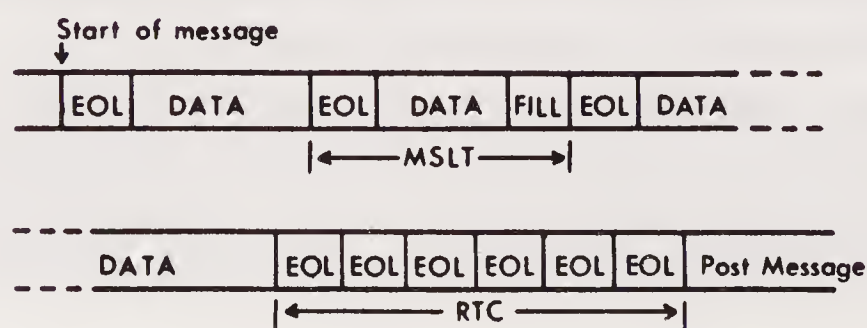 Start of message
EOL DATA EOL DATA FILL EOL DATA
MSLT
DATA EOL EOL EOL EOL EOL EOL Post Message
RTC